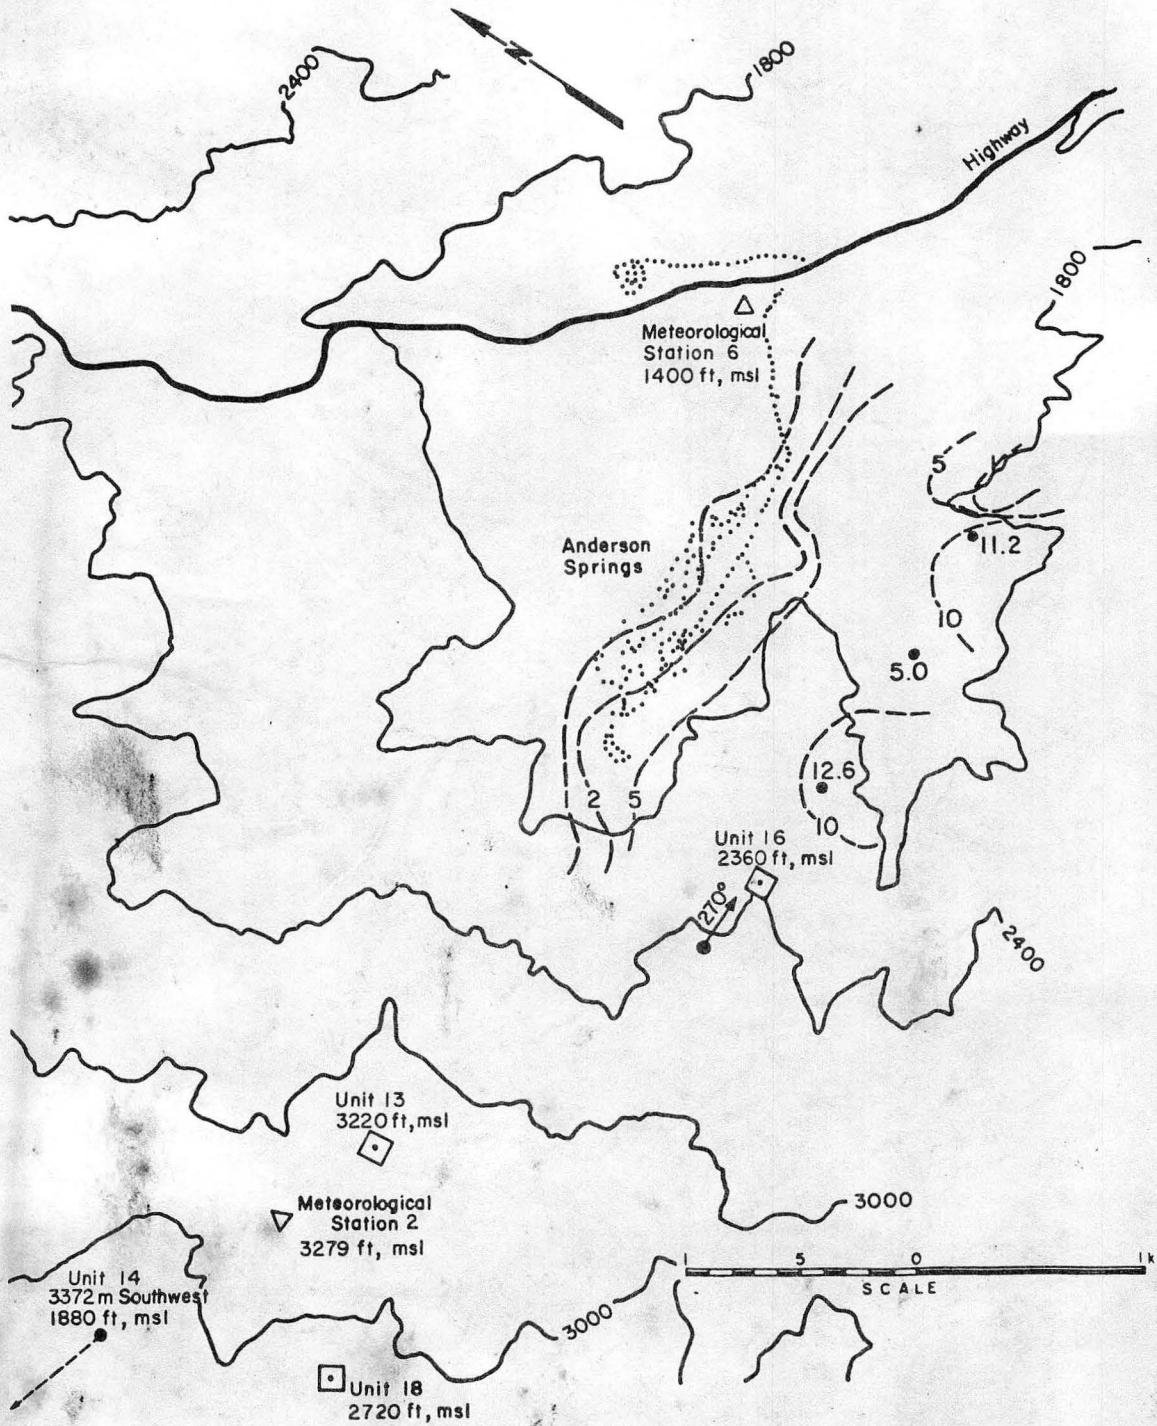 N
2400
1800
Highway
1800
Meteorological
Station 6
1400 ft, msl
5
1
11.2
Anderson
Springs
10
5.0
12.6
2
5
10
Unit 16
2360 ft, msl
270°
2400
Unit 13
3220 ft, msl
Meteorological
Station 2
3279 ft, msl
3000
1 5 0 1 k
SCALE
Unit 14
3372 m Southwest
1880 ft, msl
3000
Unit 18
2720 ft, msl